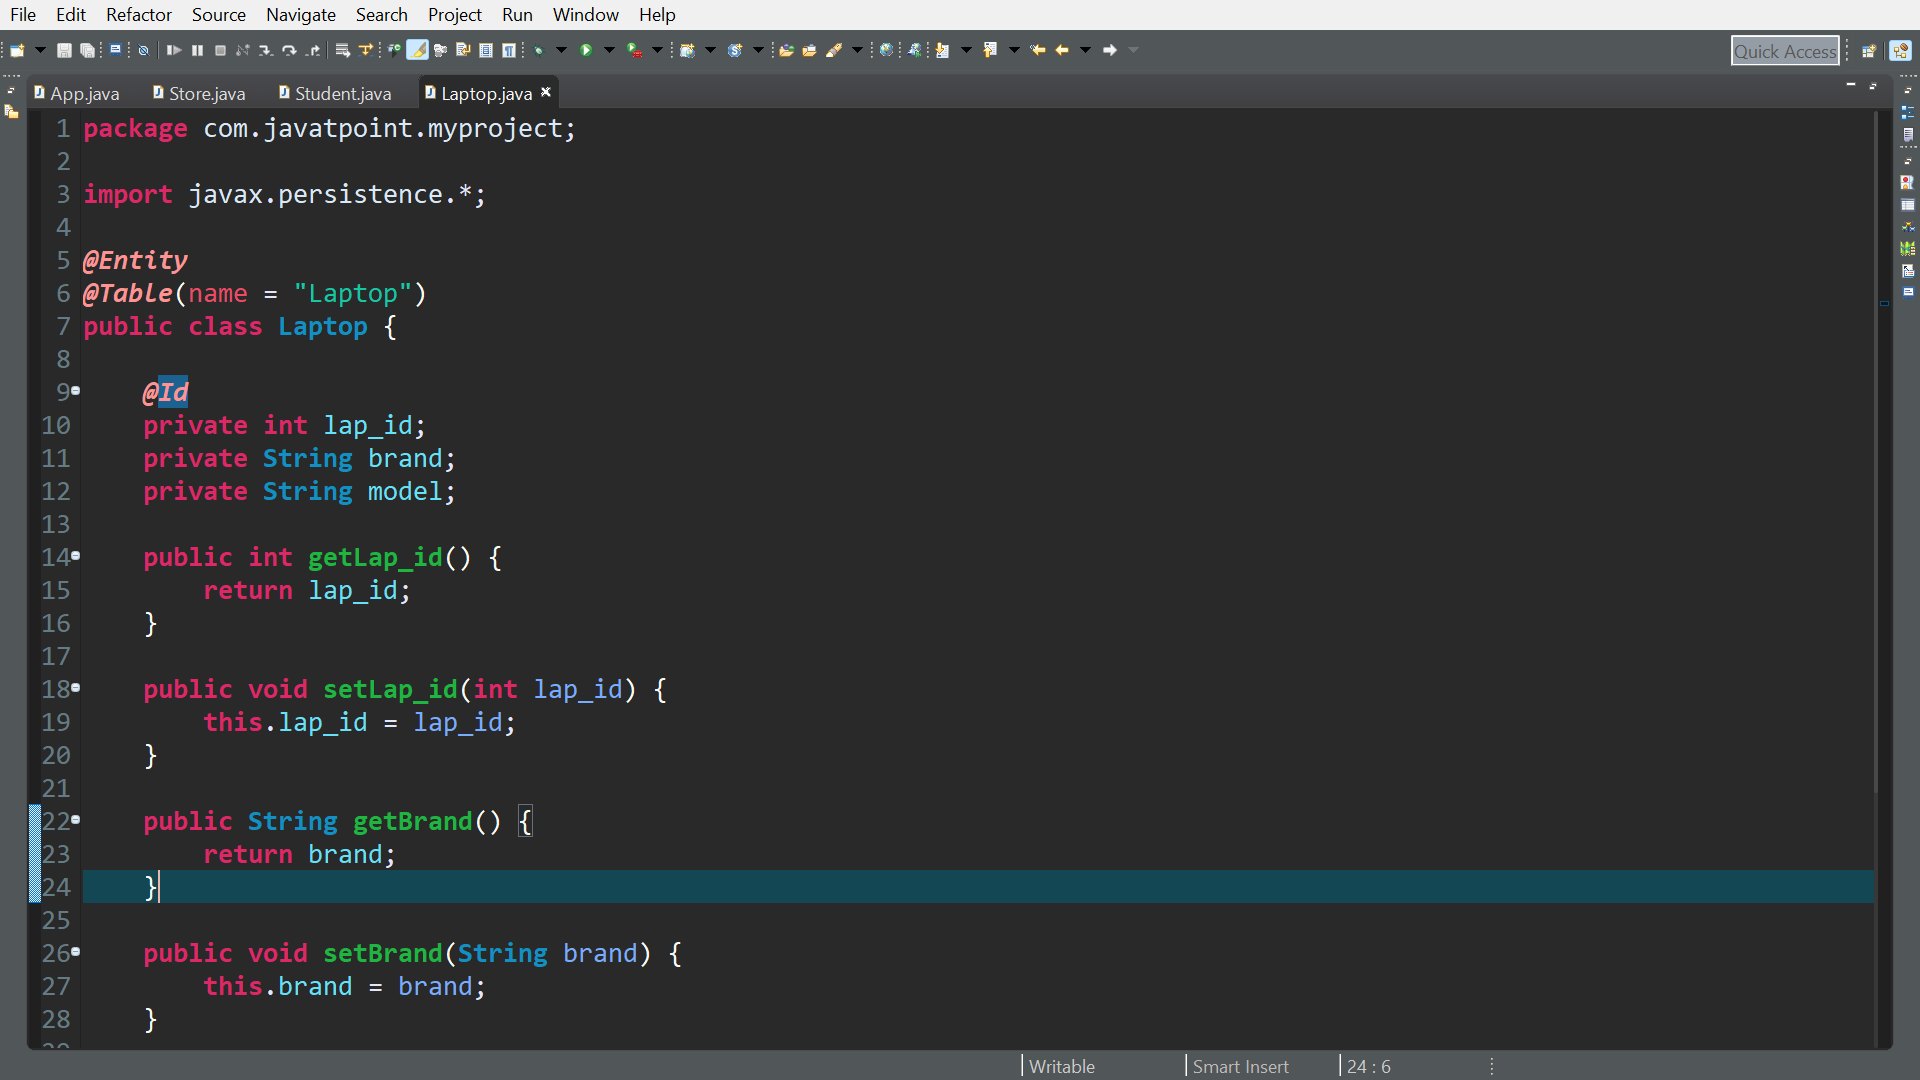 File Edit Refactor Source Navigate Search Project Run Window Help
Quick Access
App.java Store.java Student.java Laptop.java
1 package com.javatpoint.myproject;
2
3 import javax.persistence.*;
4
5 @Entity
6 @Table(name = "Laptop")
7 public class Laptop {
8
9     @Id
10     private int lap_id;
11     private String brand;
12     private String model;
13
14     public int getLap_id() {
15         return lap_id;
16     }
17
18     public void setLap_id(int lap_id) {
19         this.lap_id = lap_id;
20     }
21
22     public String getBrand() {
23         return brand;
24     }
25
26     public void setBrand(String brand) {
27         this.brand = brand;
28     }
Writable Smart Insert 24 : 6